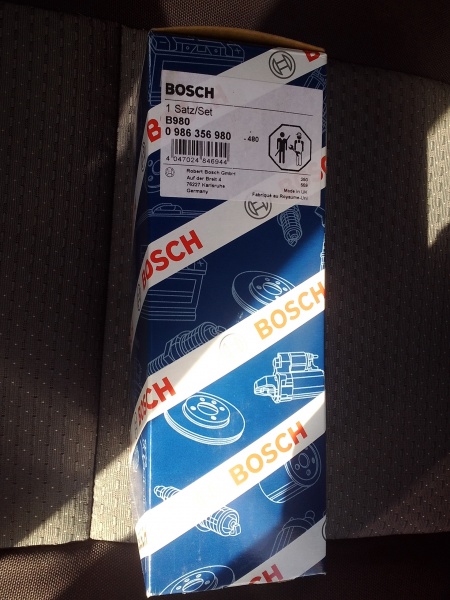 BOSCH
1 Satz/Set
B980
0 986 356 980
- 480
4 047024 546944
Robert Bosch GmbH
Auf der Breit 4
76227 Karlsruhe
Germany
Made in UK
Fabriqué au Royaume-Uni
BOSCH
BOSCH
BOSCH
BOSCH
BOSCH